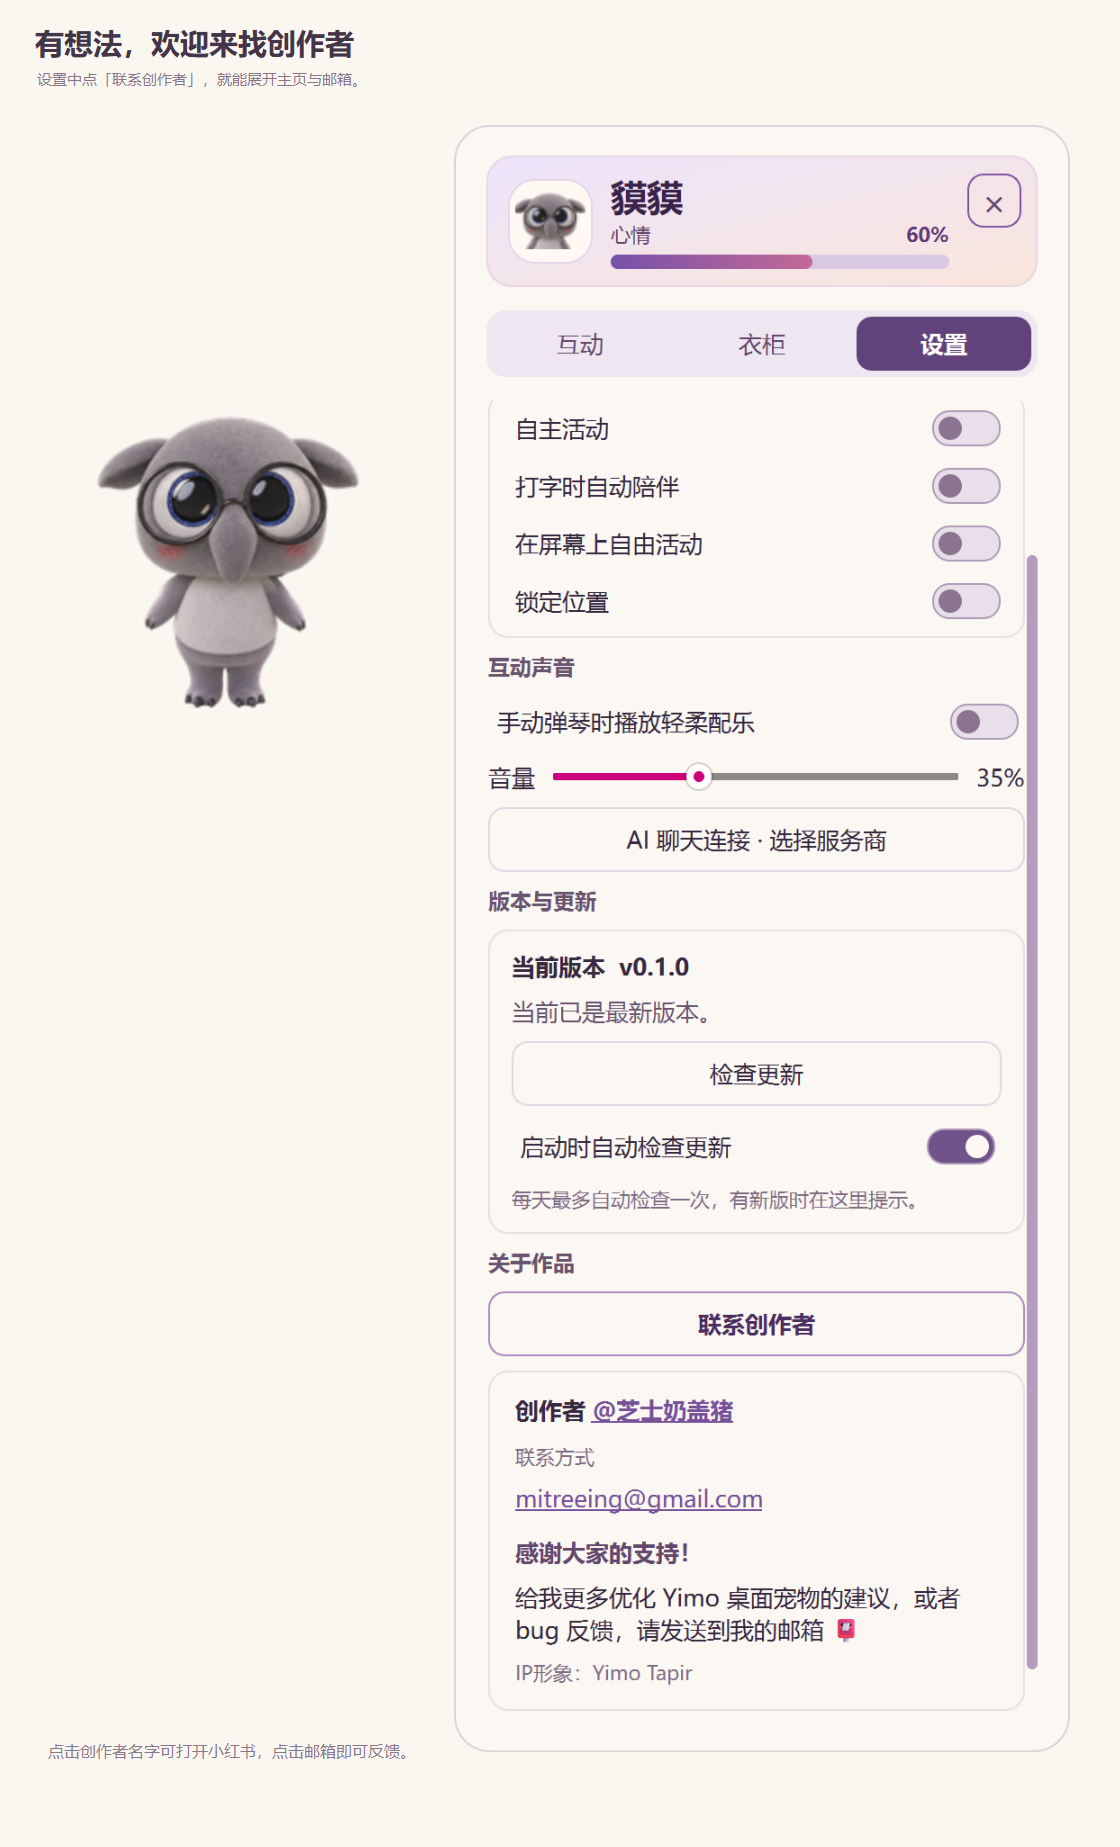 有想法，欢迎来找创作者
设置中点「联系创作者」，就能展开主页与邮箱。
貘貘
心情 60%
×
互动 衣柜 设置
自主活动
打字时自动陪伴
在屏幕上自由活动
锁定位置
互动声音
手动弹琴时播放轻柔配乐
音量 35%
AI 聊天连接 · 选择服务商
版本与更新
当前版本 v0.1.0
当前已是最新版本。
检查更新
启动时自动检查更新
每天最多自动检查一次，有新版时在这里提示。
关于作品
联系创作者
创作者 @芝士奶盖猪
联系方式
mitreeing@gmail.com
感谢大家的支持！
给我更多优化 Yimo 桌面宠物的建议，或者
bug 反馈，请发送到我的邮箱 📮
IP形象：Yimo Tapir
点击创作者名字可打开小红书，点击邮箱即可反馈。